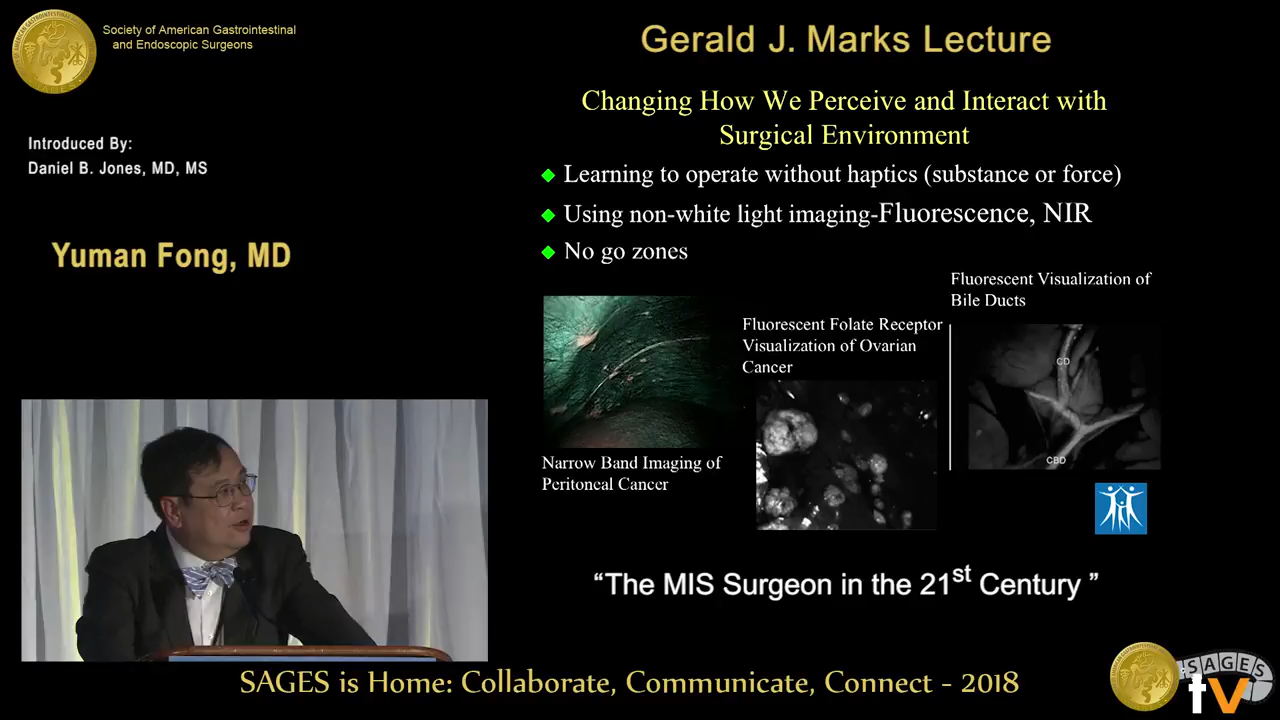 Society of American Gastrointestinal
and Endoscopic Surgeons
Introduced By:
Daniel B. Jones, MD, MS
Yuman Fong, MD
Gerald J. Marks Lecture
Changing How We Perceive and Interact with
Surgical Environment
Learning to operate without haptics (substance or force)
Using non-white light imaging-Fluorescence, NIR
No go zones
Narrow Band Imaging of
Peritoneal Cancer
Fluorescent Folate Receptor
Visualization of Ovarian
Cancer
Fluorescent Visualization of
Bile Ducts
CD
CBD
“The MIS Surgeon in the 21st Century ”
SAGES is Home: Collaborate, Communicate, Connect - 2018
SAGES
tv